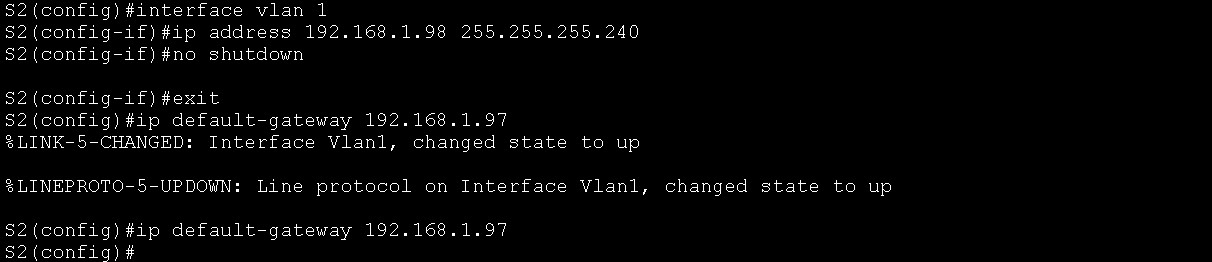 S2(config)#interface vlan 1
S2(config-if)#ip address 192.168.1.98 255.255.255.240
S2(config-if)#no shutdown
S2(config-if)#exit
S2(config)#ip default-gateway 192.168.1.97
%LINK-5-CHANGED: Interface Vlan1, changed state to up
%LINEPROTO-5-UPDOWN: Line protocol on Interface Vlan1, changed state to up
S2(config)#ip default-gateway 192.168.1.97
S2(config)#